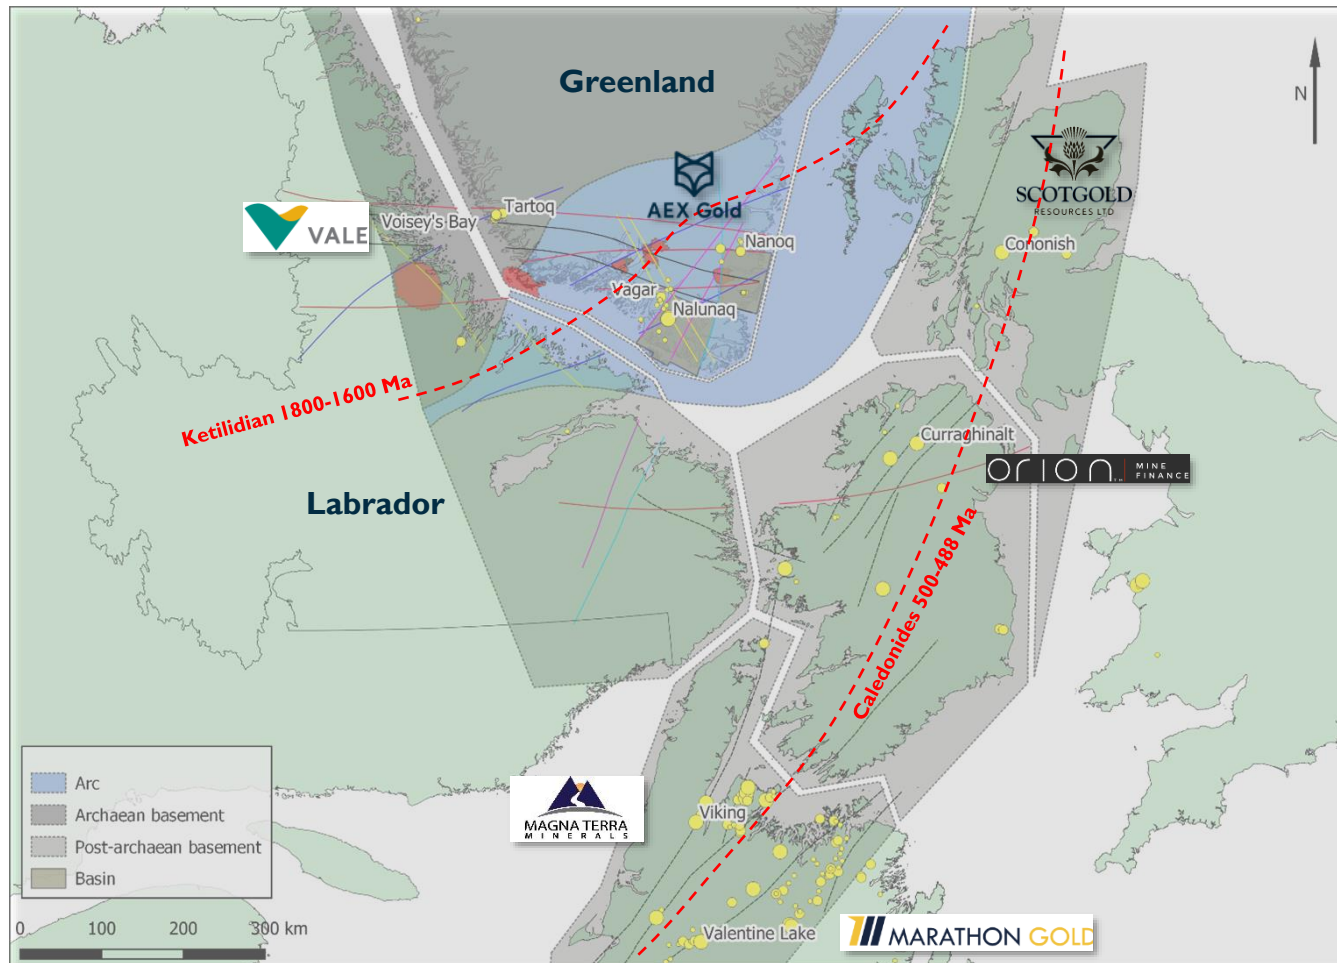 Greenland
N
SCOTGOLD
RESOURCES LTD
AEX Gold
Tartoq
Voisey's Bay
VALE
Nanoq
Cononish
Vagar
Nalunaq
Ketilidian 1800-1600 Ma
Curraghinalt
orion
MINE
FINANCE
Labrador
Caledonides 500-488 Ma
Arc
Archaean basement
Post-archaean basement
Basin
MAGNA TERRA
MINERALS
Viking
Valentine Lake
MARATHON GOLD
0 100 200 300 km